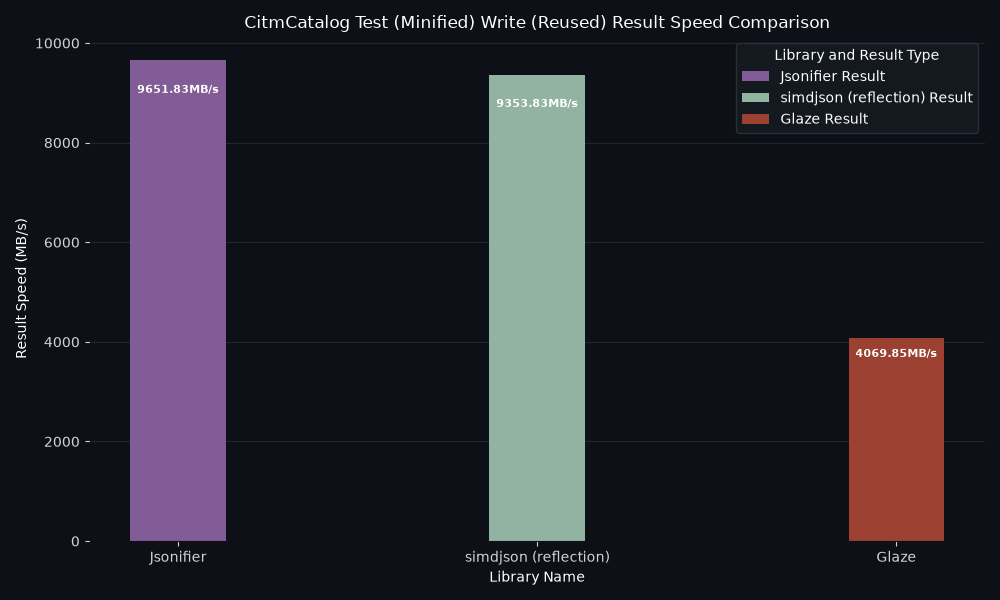 CitmCatalog Test (Minified) Write (Reused) Result Speed Comparison
Library and Result Type
Jsonifier Result
simdjson (reflection) Result
Glaze Result
Result Speed (MB/s)
10000
8000
6000
4000
2000
0
9651.83MB/s
9353.83MB/s
4069.85MB/s
Jsonifier
simdjson (reflection)
Glaze
Library Name